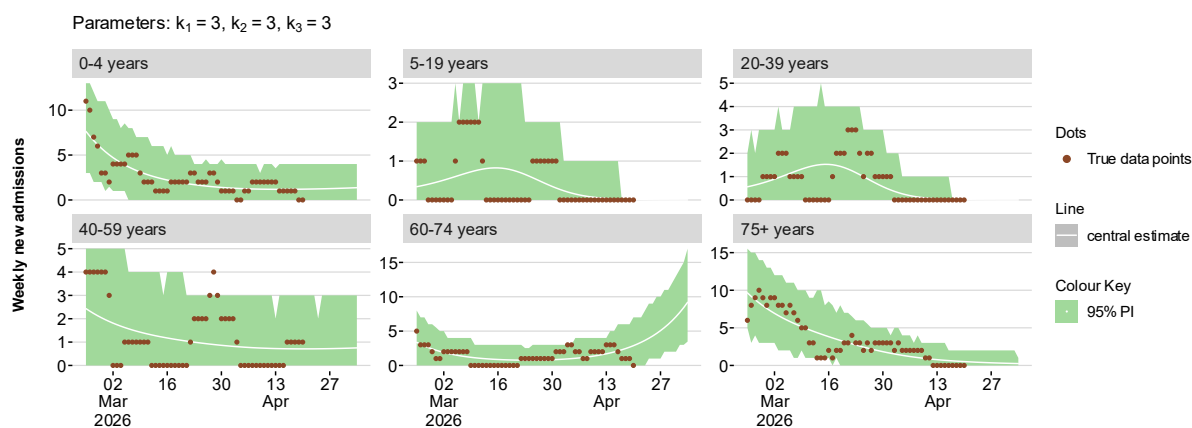 Parameters: k1 = 3, k2 = 3, k3 = 3
0-4 years
5-19 years
20-39 years
10
5
0
3
2
1
0
5
4
3
2
1
0
40-59 years
60-74 years
75+ years
5
4
3
2
1
0
15
10
5
0
15
10
5
0
02 16 30 13 27
Mar Apr
2026
02 16 30 13 27
Mar Apr
2026
02 16 30 13 27
Mar Apr
2026
Weekly new admissions
Dots
True data points
Line
central estimate
Colour Key
95% PI